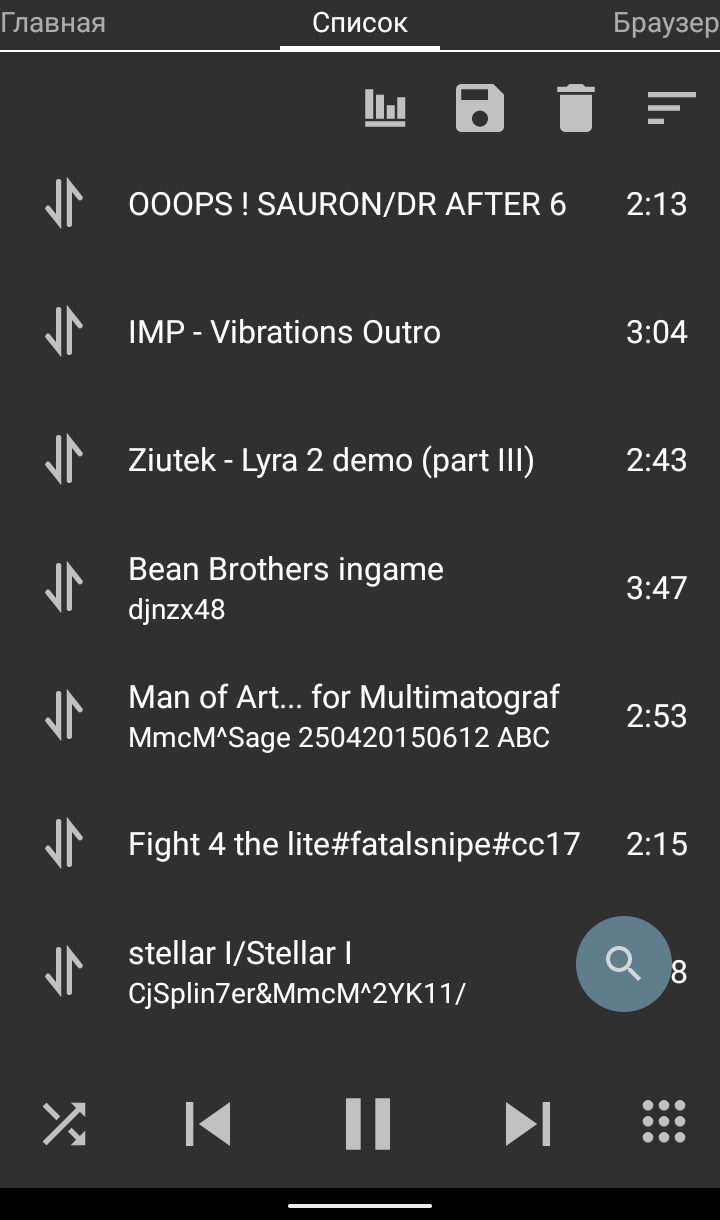 Главная Список Браузер
OOOPS ! SAURON/DR AFTER 6 2:13
IMP - Vibrations Outro 3:04
Ziutek - Lyra 2 demo (part III) 2:43
Bean Brothers ingame 3:47
djnzx48
Man of Art... for Multimatograf 2:53
MmcM^Sage 250420150612 ABC
Fight 4 the lite#fatalsnipe#cc17 2:15
stellar I/Stellar I 8
CjSplin7er&MmcM^2YK11/